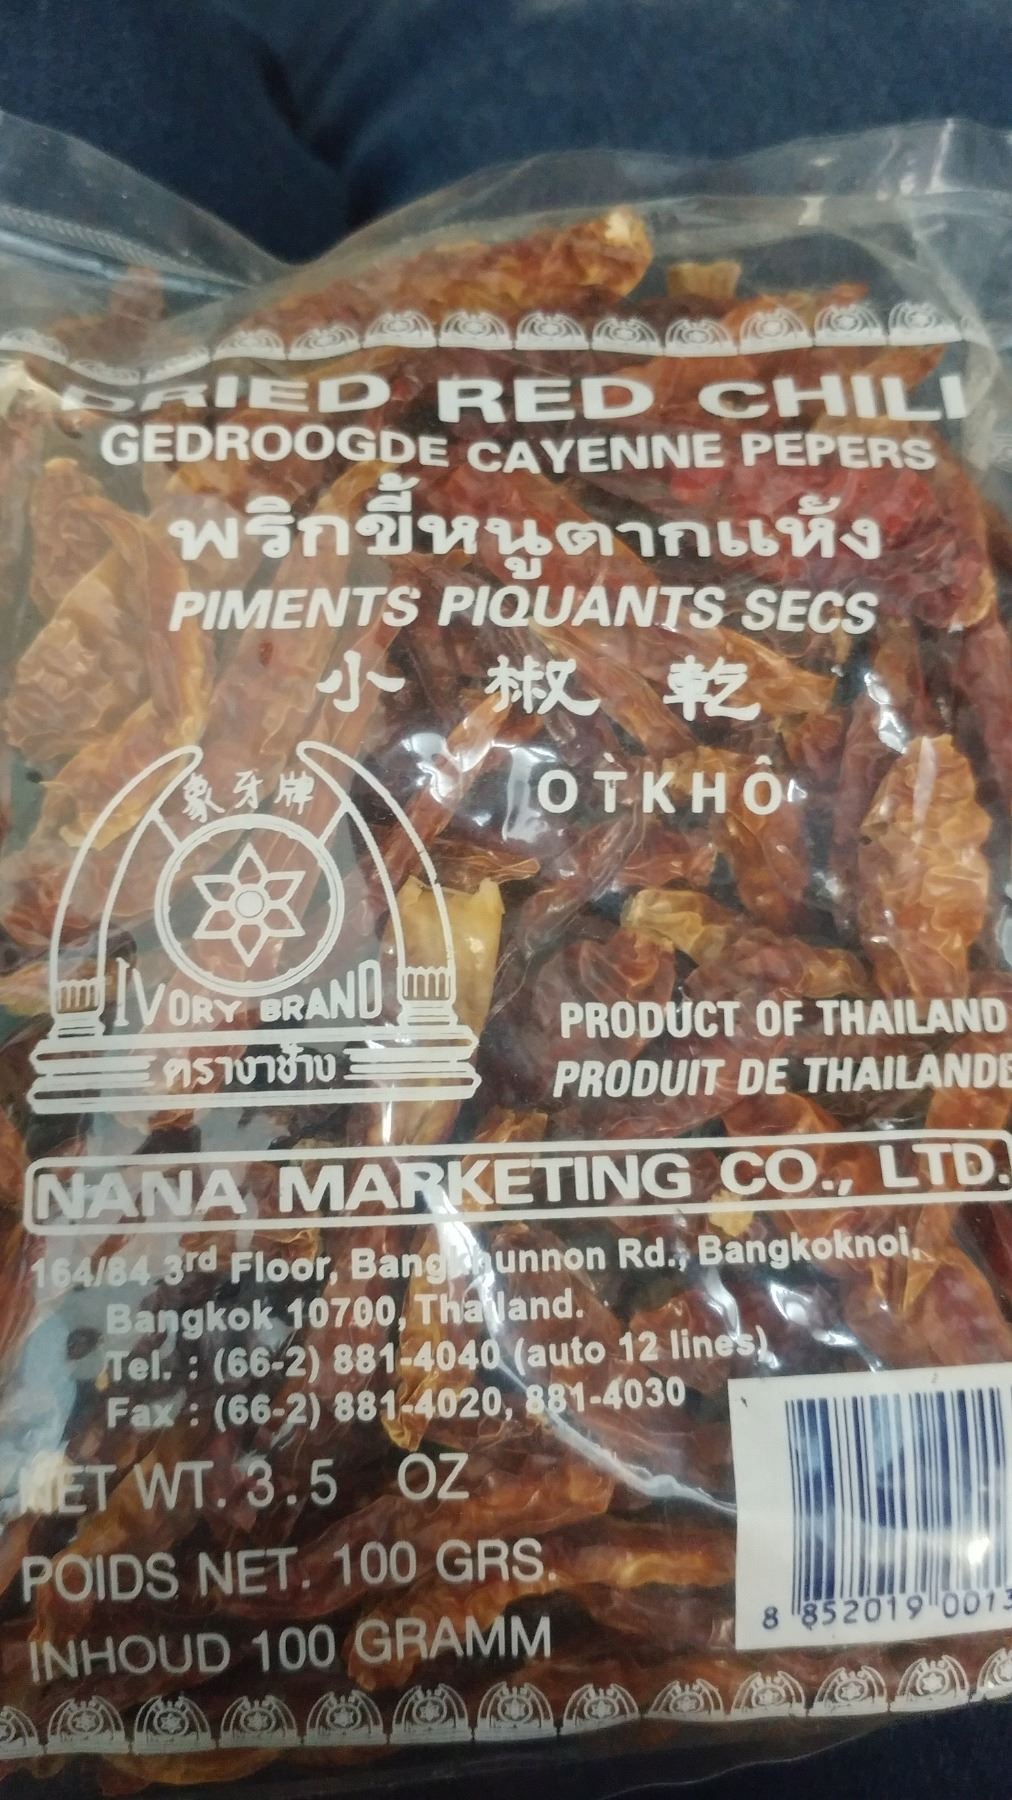 DRIED RED CHILI
GEDROOGDE CAYENNE PEPERS
พริกขี้หนูตากแห้ง
PIMENTS PIQUANTS SECS
小 椒 乾
OTKHÔ
象牙牌
IVORY BRAND
ตรางาช้าง
PRODUCT OF THAILAND
PRODUIT DE THAILANDE
NANA MARKETING CO., LTD.
164/84 3rd Floor, Rd., Bangkoknoi,
Bangkok 10700, Thailand.
Tel. : (66-2) 881-4040 (auto 12 lines)
Fax : (66-2) 881-4020, 881-4030
NET WT. 3.5 OZ
POIDS NET. 100 GRS.
INHOUD 100 GRAMM
8 852019 0013